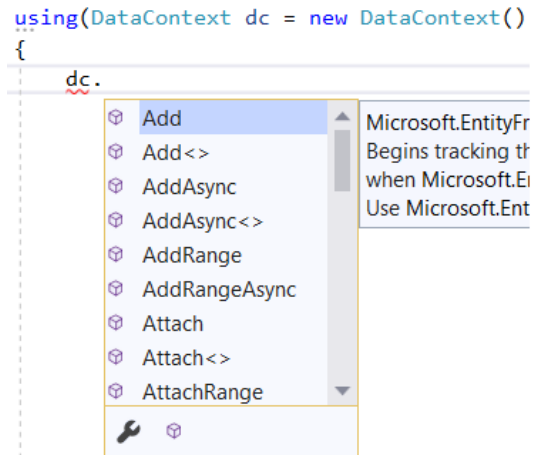 using(DataContext dc = new DataContext()
{
dc.
Add
Add<>
AddAsync
AddAsync<>
AddRange
AddRangeAsync
Attach
Attach<>
AttachRange
Microsoft.EntityFr
Begins tracking th
when Microsoft.E
Use Microsoft.Ent